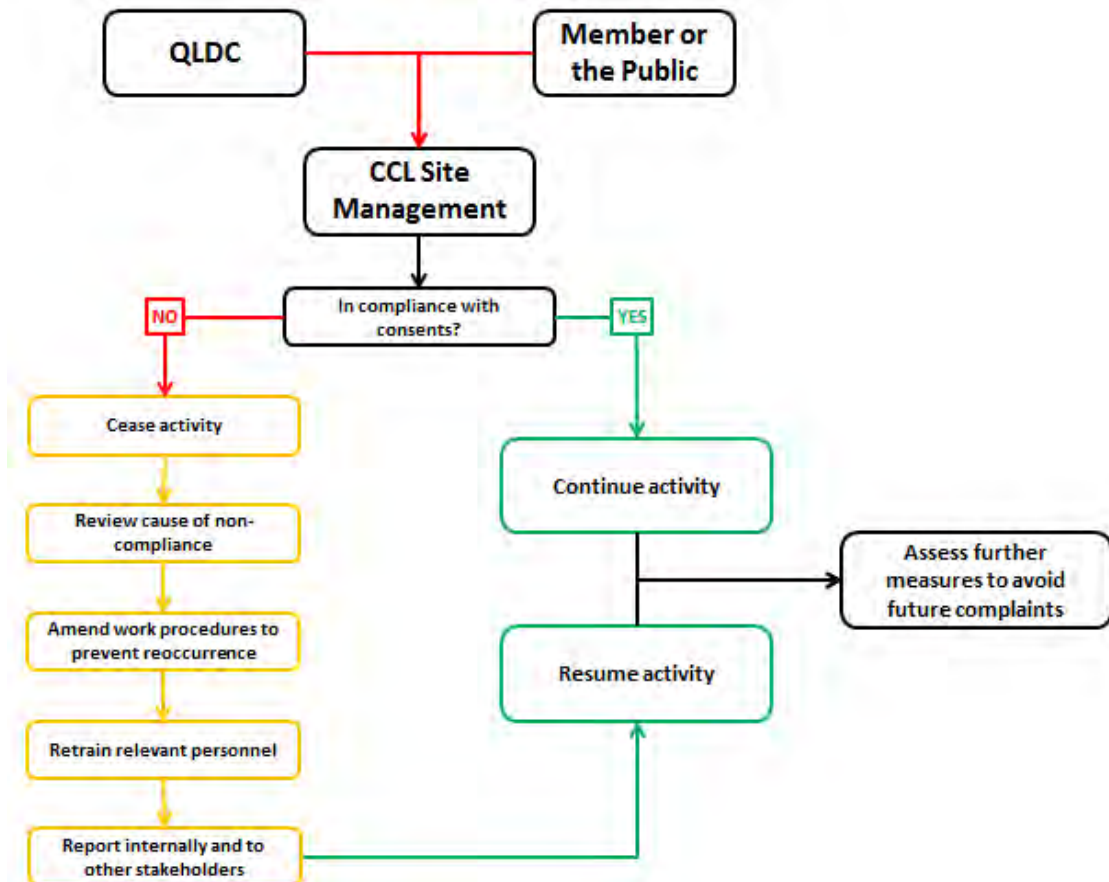 QLDC
Member or
the Public
CCL Site
Management
In compliance with
consents?
NO
YES
Cease activity
Review cause of non-
compliance
Amend work procedures to
prevent reoccurrence
Retrain relevant personnel
Report internally and to
other stakeholders
Continue activity
Resume activity
Assess further
measures to avoid
future complaints